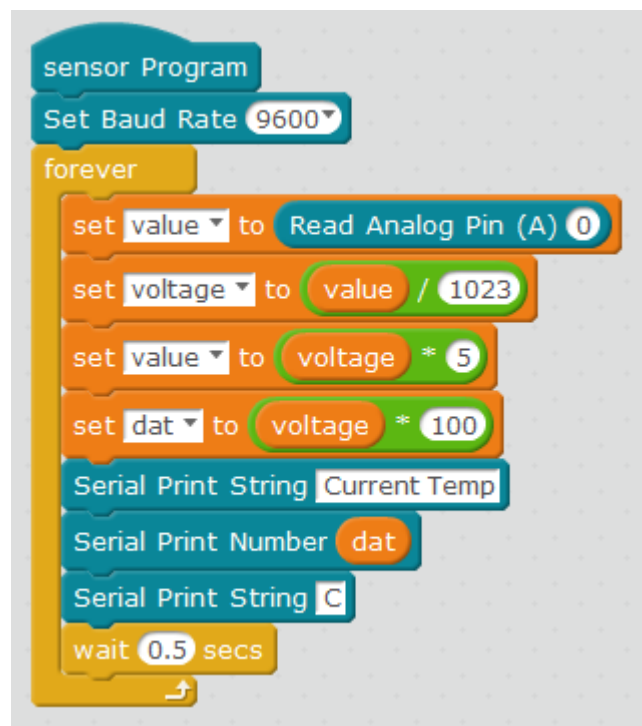 sensor Program
Set Baud Rate 9600
forever
set value to Read Analog Pin (A) 0
set voltage to value / 1023
set value to voltage * 5
set dat to voltage * 100
Serial Print String Current Temp
Serial Print Number dat
Serial Print String C
wait 0.5 secs